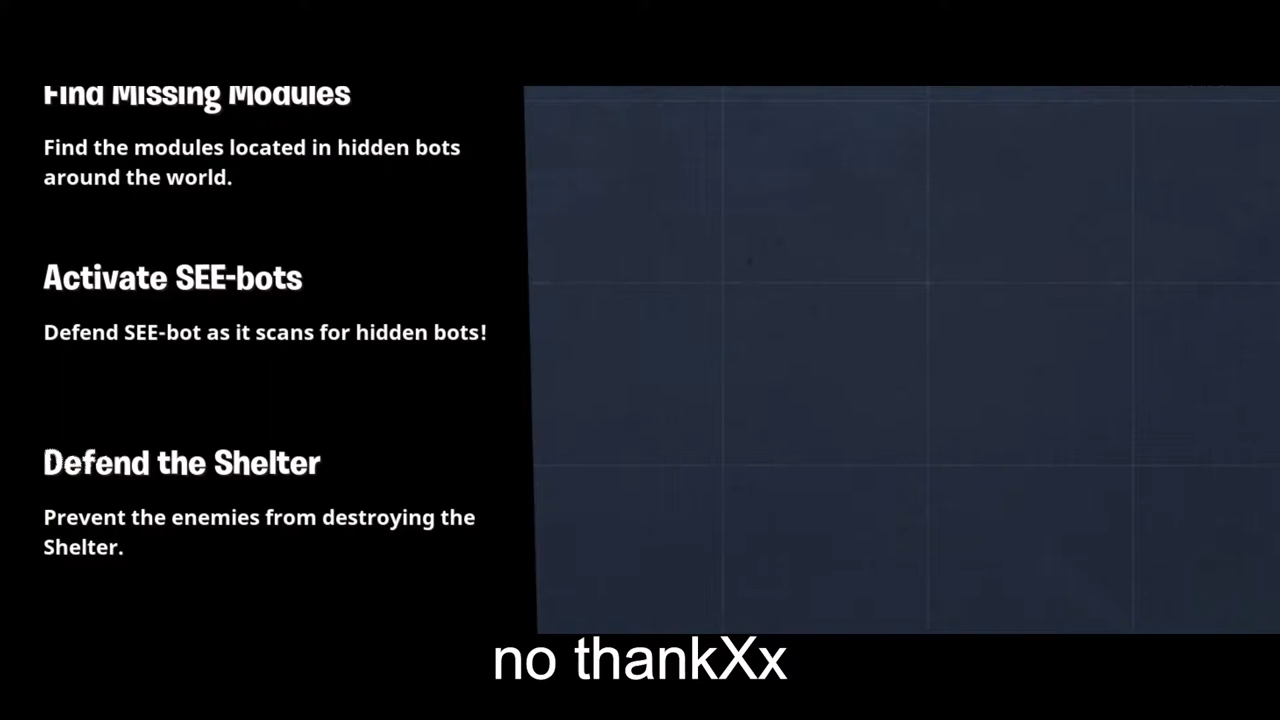 Find Missing Modules
Find the modules located in hidden bots
around the world.
Activate SEE-bots
Defend SEE-bot as it scans for hidden bots!
Defend the Shelter
Prevent the enemies from destroying the
Shelter.
no thankXx